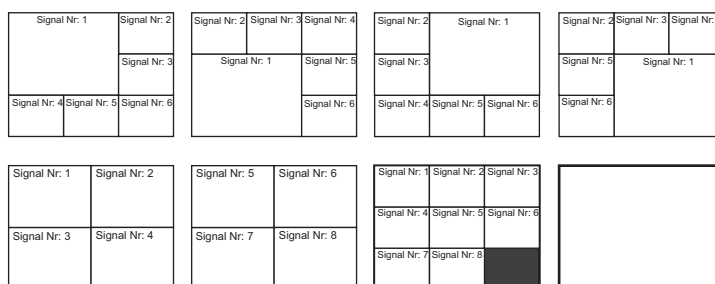 Signal Nr: 1 Signal Nr: 2
Signal Nr: 3
Signal Nr: 4 Signal Nr: 5 Signal Nr: 6
Signal Nr: 2 Signal Nr: 3 Signal Nr: 4
Signal Nr: 1 Signal Nr: 5
Signal Nr: 6
Signal Nr: 2 Signal Nr: 1
Signal Nr: 3
Signal Nr: 4 Signal Nr: 5 Signal Nr: 6
Signal Nr: 2 Signal Nr: 3 Signal Nr:
Signal Nr: 5 Signal Nr: 1
Signal Nr: 6
Signal Nr: 1 Signal Nr: 2
Signal Nr: 3 Signal Nr: 4
Signal Nr: 5 Signal Nr: 6
Signal Nr: 7 Signal Nr: 8
Signal Nr: 1 Signal Nr: 2 Signal Nr: 3
Signal Nr: 4 Signal Nr: 5 Signal Nr: 6
Signal Nr: 7 Signal Nr: 8